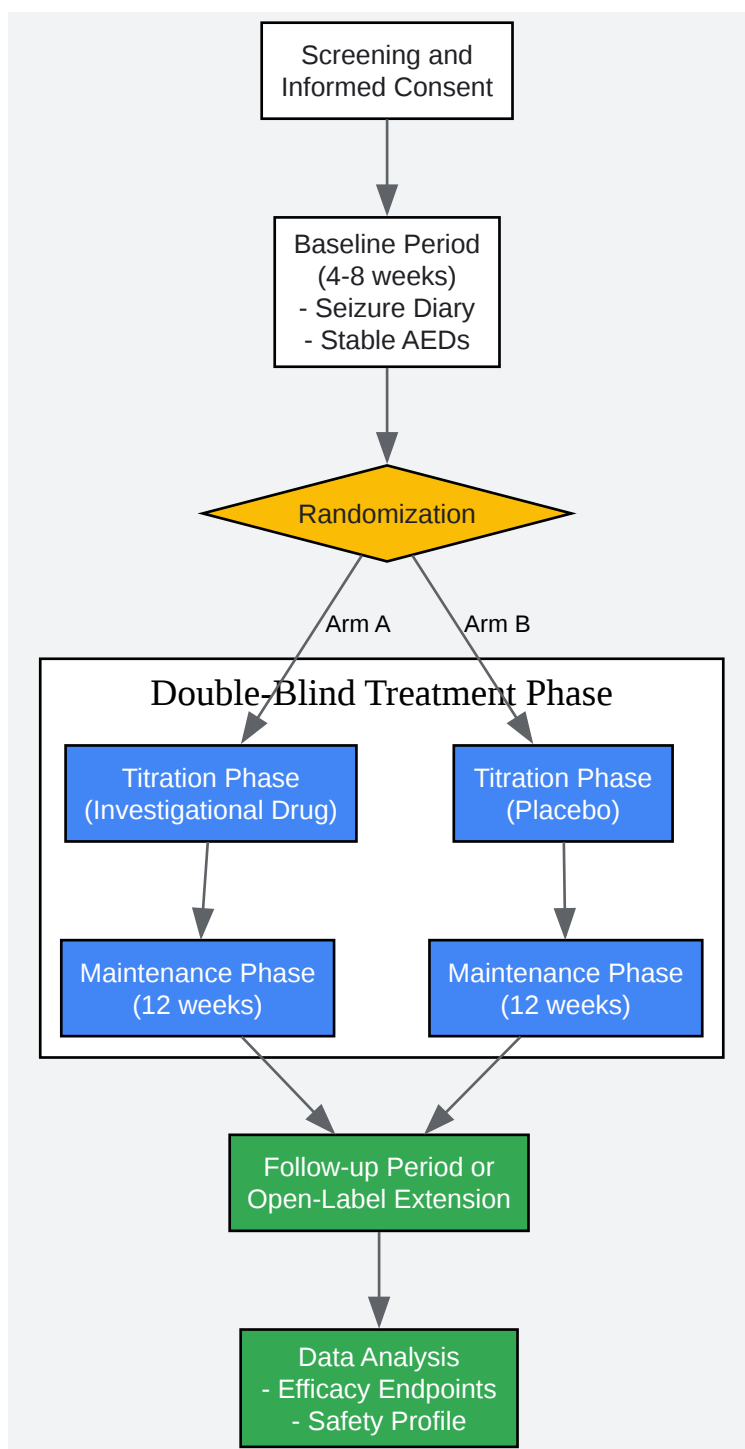 Screening and
Informed Consent
Baseline Period
(4-8 weeks)
- Seizure Diary
- Stable AEDs
Randomization
Arm A
Arm B
Double-Blind Treatment Phase
Titration Phase
(Investigational Drug)
Titration Phase
(Placebo)
Maintenance Phase
(12 weeks)
Maintenance Phase
(12 weeks)
Follow-up Period or
Open-Label Extension
Data Analysis
- Efficacy Endpoints
- Safety Profile